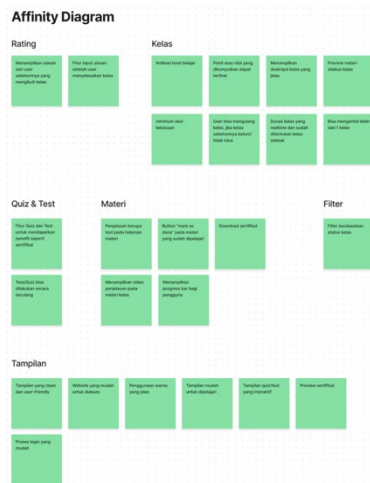 Affinity Diagram
Rating
Kelas
Menampilkan ulasan
dari user
sebelumnya yang
mengikuti kelas
Fitur input ulasan
setelah user
menyelesaikan kelas
Indikasi level belajar
Point atau nilai yang
dikumpulkan dapat
terlihat
Menampilkan
deskripsi kelas yang
jelas
Preview materi
silabus kelas
minimum skor
kelulusan
User bisa mengulang
kelas, jika kelas
sebelumnya belum/
tidak lulus
Durasi kelas yang
realtime dan sudah
ditentukan kelas
selesai
Bisa mengambil lebih
dari 1 kelas
Quiz & Test
Materi
Filter
Fitur Quiz dan Test
untuk mendapatkan
benefit seperti
sertifikat
Penjelasan berupa
text pada halaman
materi
Button "mark as
done" pada materi
yang sudah dipelajari
Download sertifikat
Filter berdasarkan
status kelas
Test/Quiz bisa
dilakukan secara
berulang
Menampilkan video
penjelasan pada
materi kelas
Menampilkan
progress bar bagi
pengguna
Tampilan
Tampilan yang clean
dan user-friendly
Website yang mudah
untuk diakses
Penggunaan warna
yang jelas
Tampilan mudah
untuk dipelajari
Tampilan quiz/test
yang interaktif
Preview sertifikat
Proses login yang
mudah